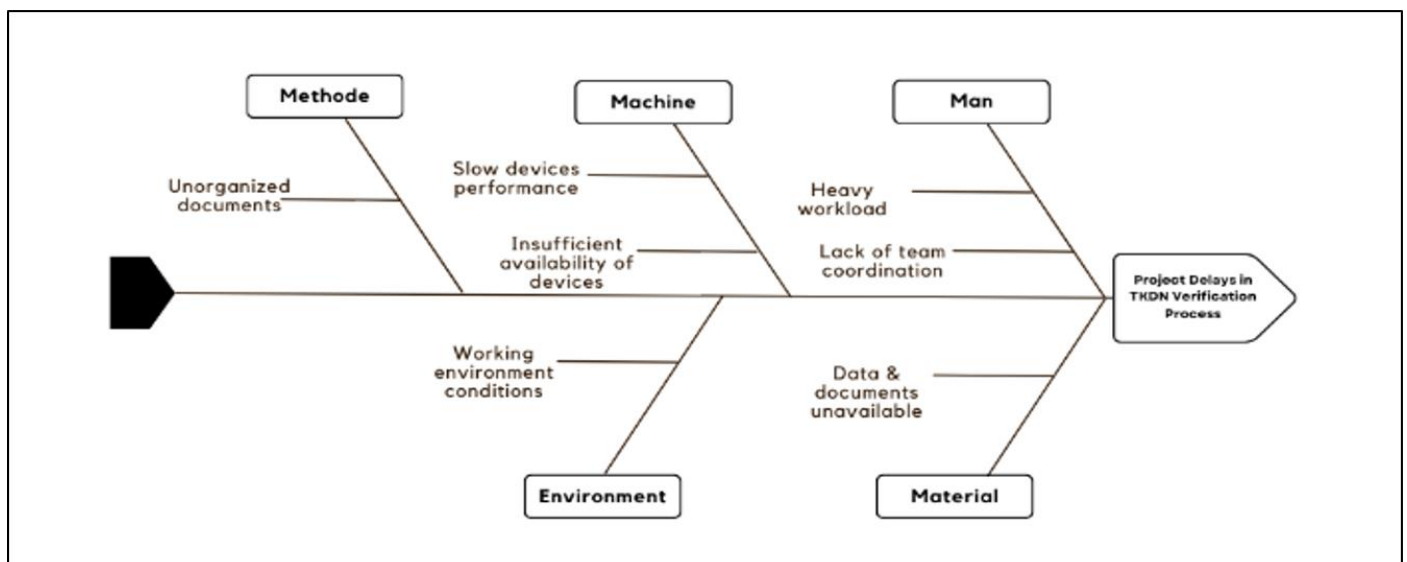 Methode
Machine
Man
Unorganized
documents
Slow devices
performance
Insufficient
availability of
devices
Heavy
workload
Lack of team
coordination
Project Delays in
TKDN Verification
Process
Working
environment
conditions
Data &
documents
unavailable
Environment
Material